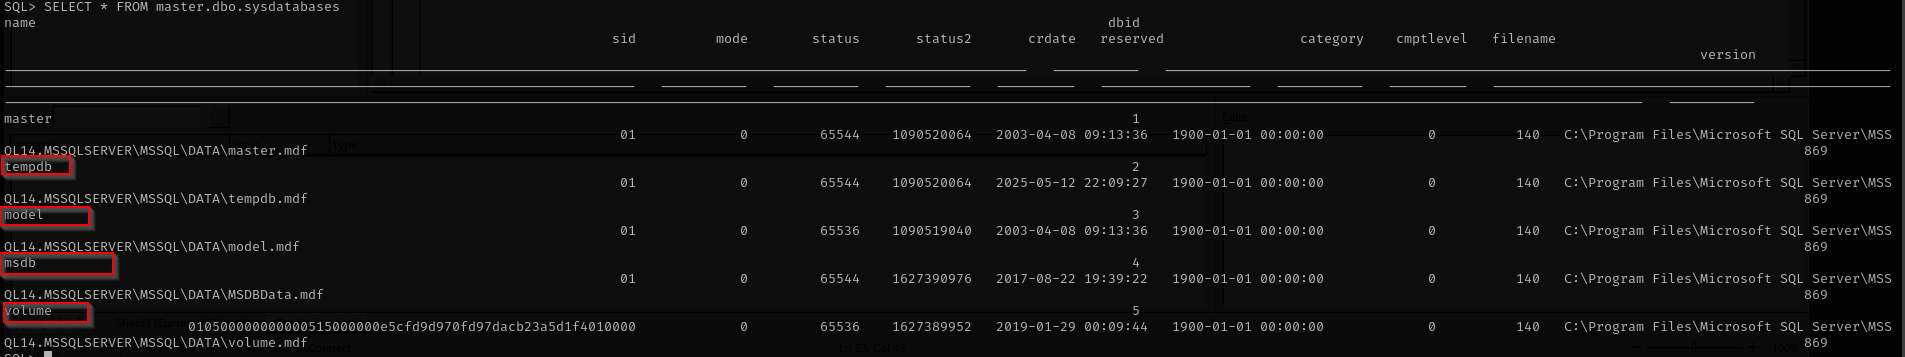 SQL> SELECT * FROM master.dbo.sysdatabases
name dbid
sid mode status status2 crdate reserved category cmptlevel filename
version
master 1
01 0 65544 1090520064 2003-04-08 09:13:36 1900-01-01 00:00:00 0 140 C:\Program Files\Microsoft SQL Server\MSS
QL14.MSSQLSERVER\MSSQL\DATA\master.mdf 869
tempdb 2
01 0 65544 1090520064 2025-05-12 22:09:27 1900-01-01 00:00:00 0 140 C:\Program Files\Microsoft SQL Server\MSS
QL14.MSSQLSERVER\MSSQL\DATA\tempdb.mdf 869
model 3
01 0 65536 1090519040 2003-04-08 09:13:36 1900-01-01 00:00:00 0 140 C:\Program Files\Microsoft SQL Server\MSS
QL14.MSSQLSERVER\MSSQL\DATA\model.mdf 869
msdb 4
01 0 65544 1627390976 2017-08-22 19:39:22 1900-01-01 00:00:00 0 140 C:\Program Files\Microsoft SQL Server\MSS
QL14.MSSQLSERVER\MSSQL\DATA\MSDBData.mdf 869
volume 5
010500000000000515000000e5cfd9d970fd97dacb23a5d1f4010000 0 65536 1627389952 2019-01-29 00:09:44 1900-01-01 00:00:00 0 140 C:\Program Files\Microsoft SQL Server\MSS
QL14.MSSQLSERVER\MSSQL\DATA\volume.mdf 869
SQL>